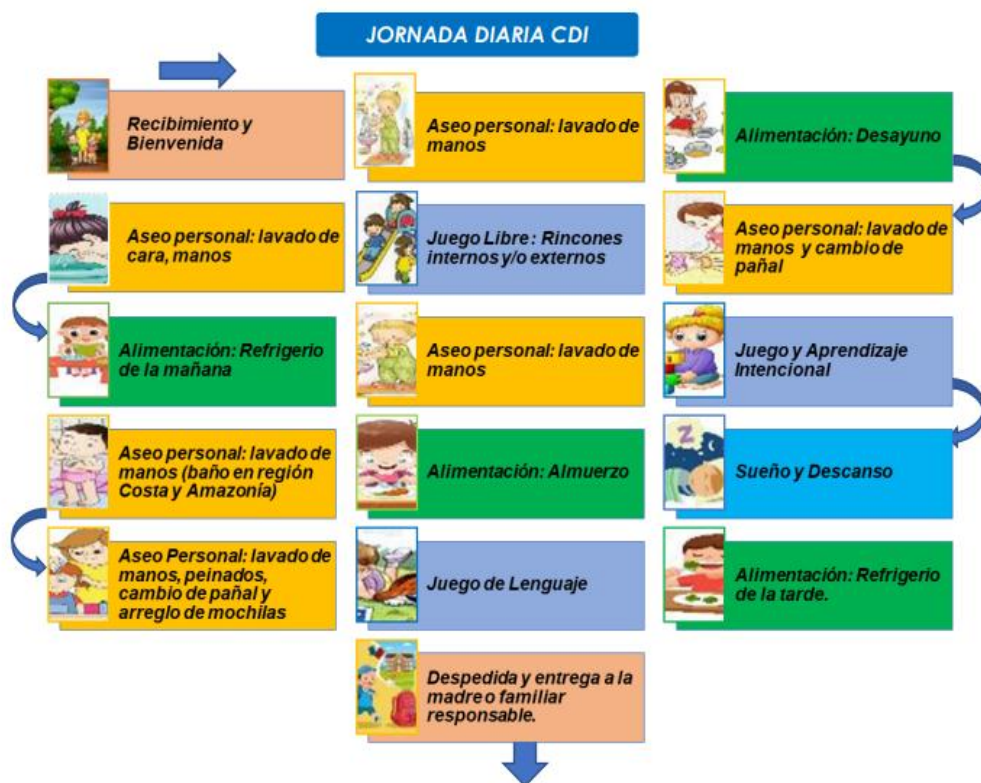 JORNADA DIARIA CDI
Recibimiento y
Bienvenida
Aseo personal: lavado de
manos
Alimentación: Desayuno
Aseo personal: lavado de
cara, manos
Juego Libre: Rincones
internos y/o externos
Aseo personal: lavado de
manos y cambio de
pañal
Alimentación: Refrigerio
de la mañana
Aseo personal: lavado de
manos
Juego y Aprendizaje
Intencional
Aseo personal: lavado de
manos (baño en región
Costa y Amazonía)
Alimentación: Almuerzo
Z
Sueño y Descanso
Aseo Personal: lavado de
manos, peinados,
cambio de pañal y
arreglo de mochilas
Juego de Lenguaje
Alimentación: Refrigerio
de la tarde.
Despedida y entrega a la
madre o familiar
responsable.